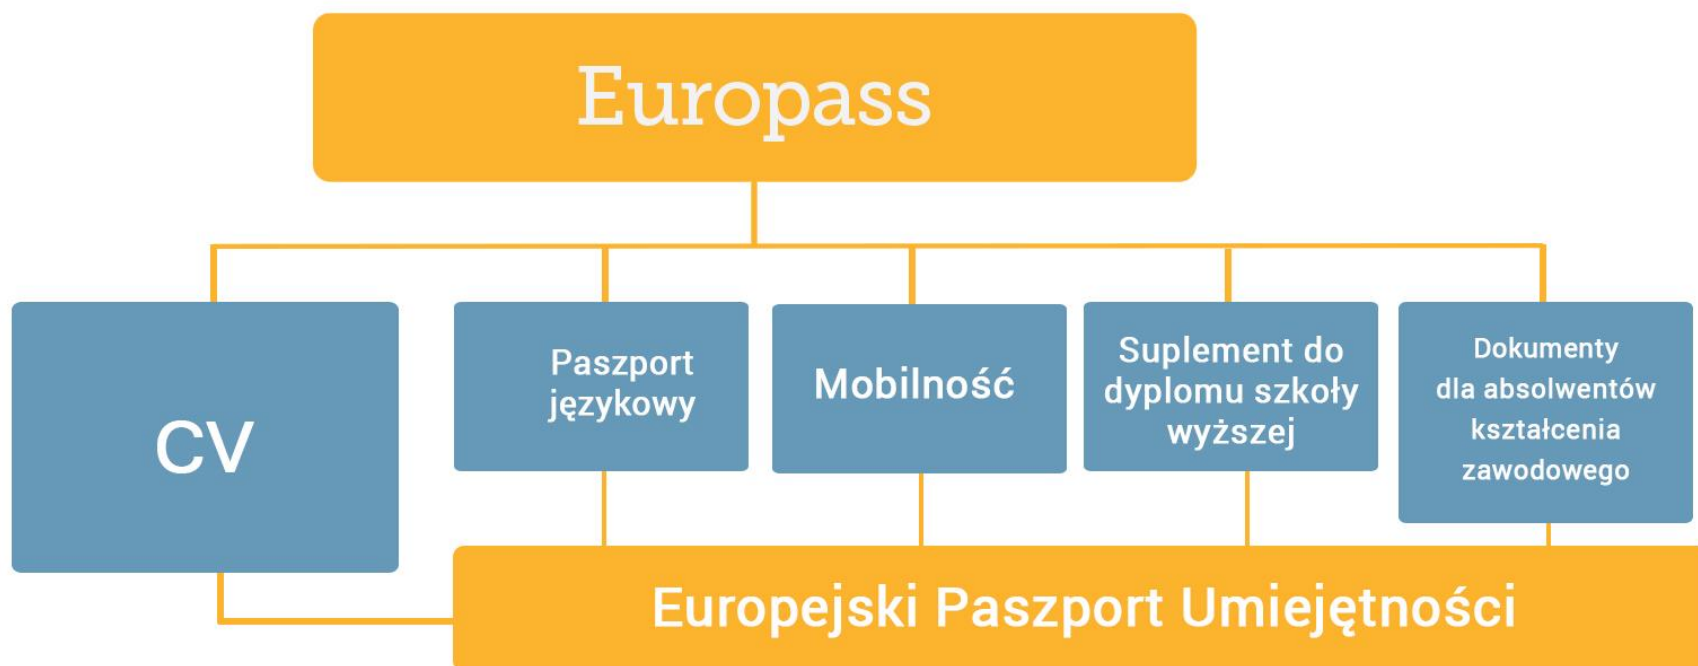 Europass
CV
Paszport
językowy
Mobilność
Suplement do
dyplomu szkoły
wyższej
Dokumenty
dla absolwentów
kształcenia
zawodowego
Europejski Paszport Umiejętności